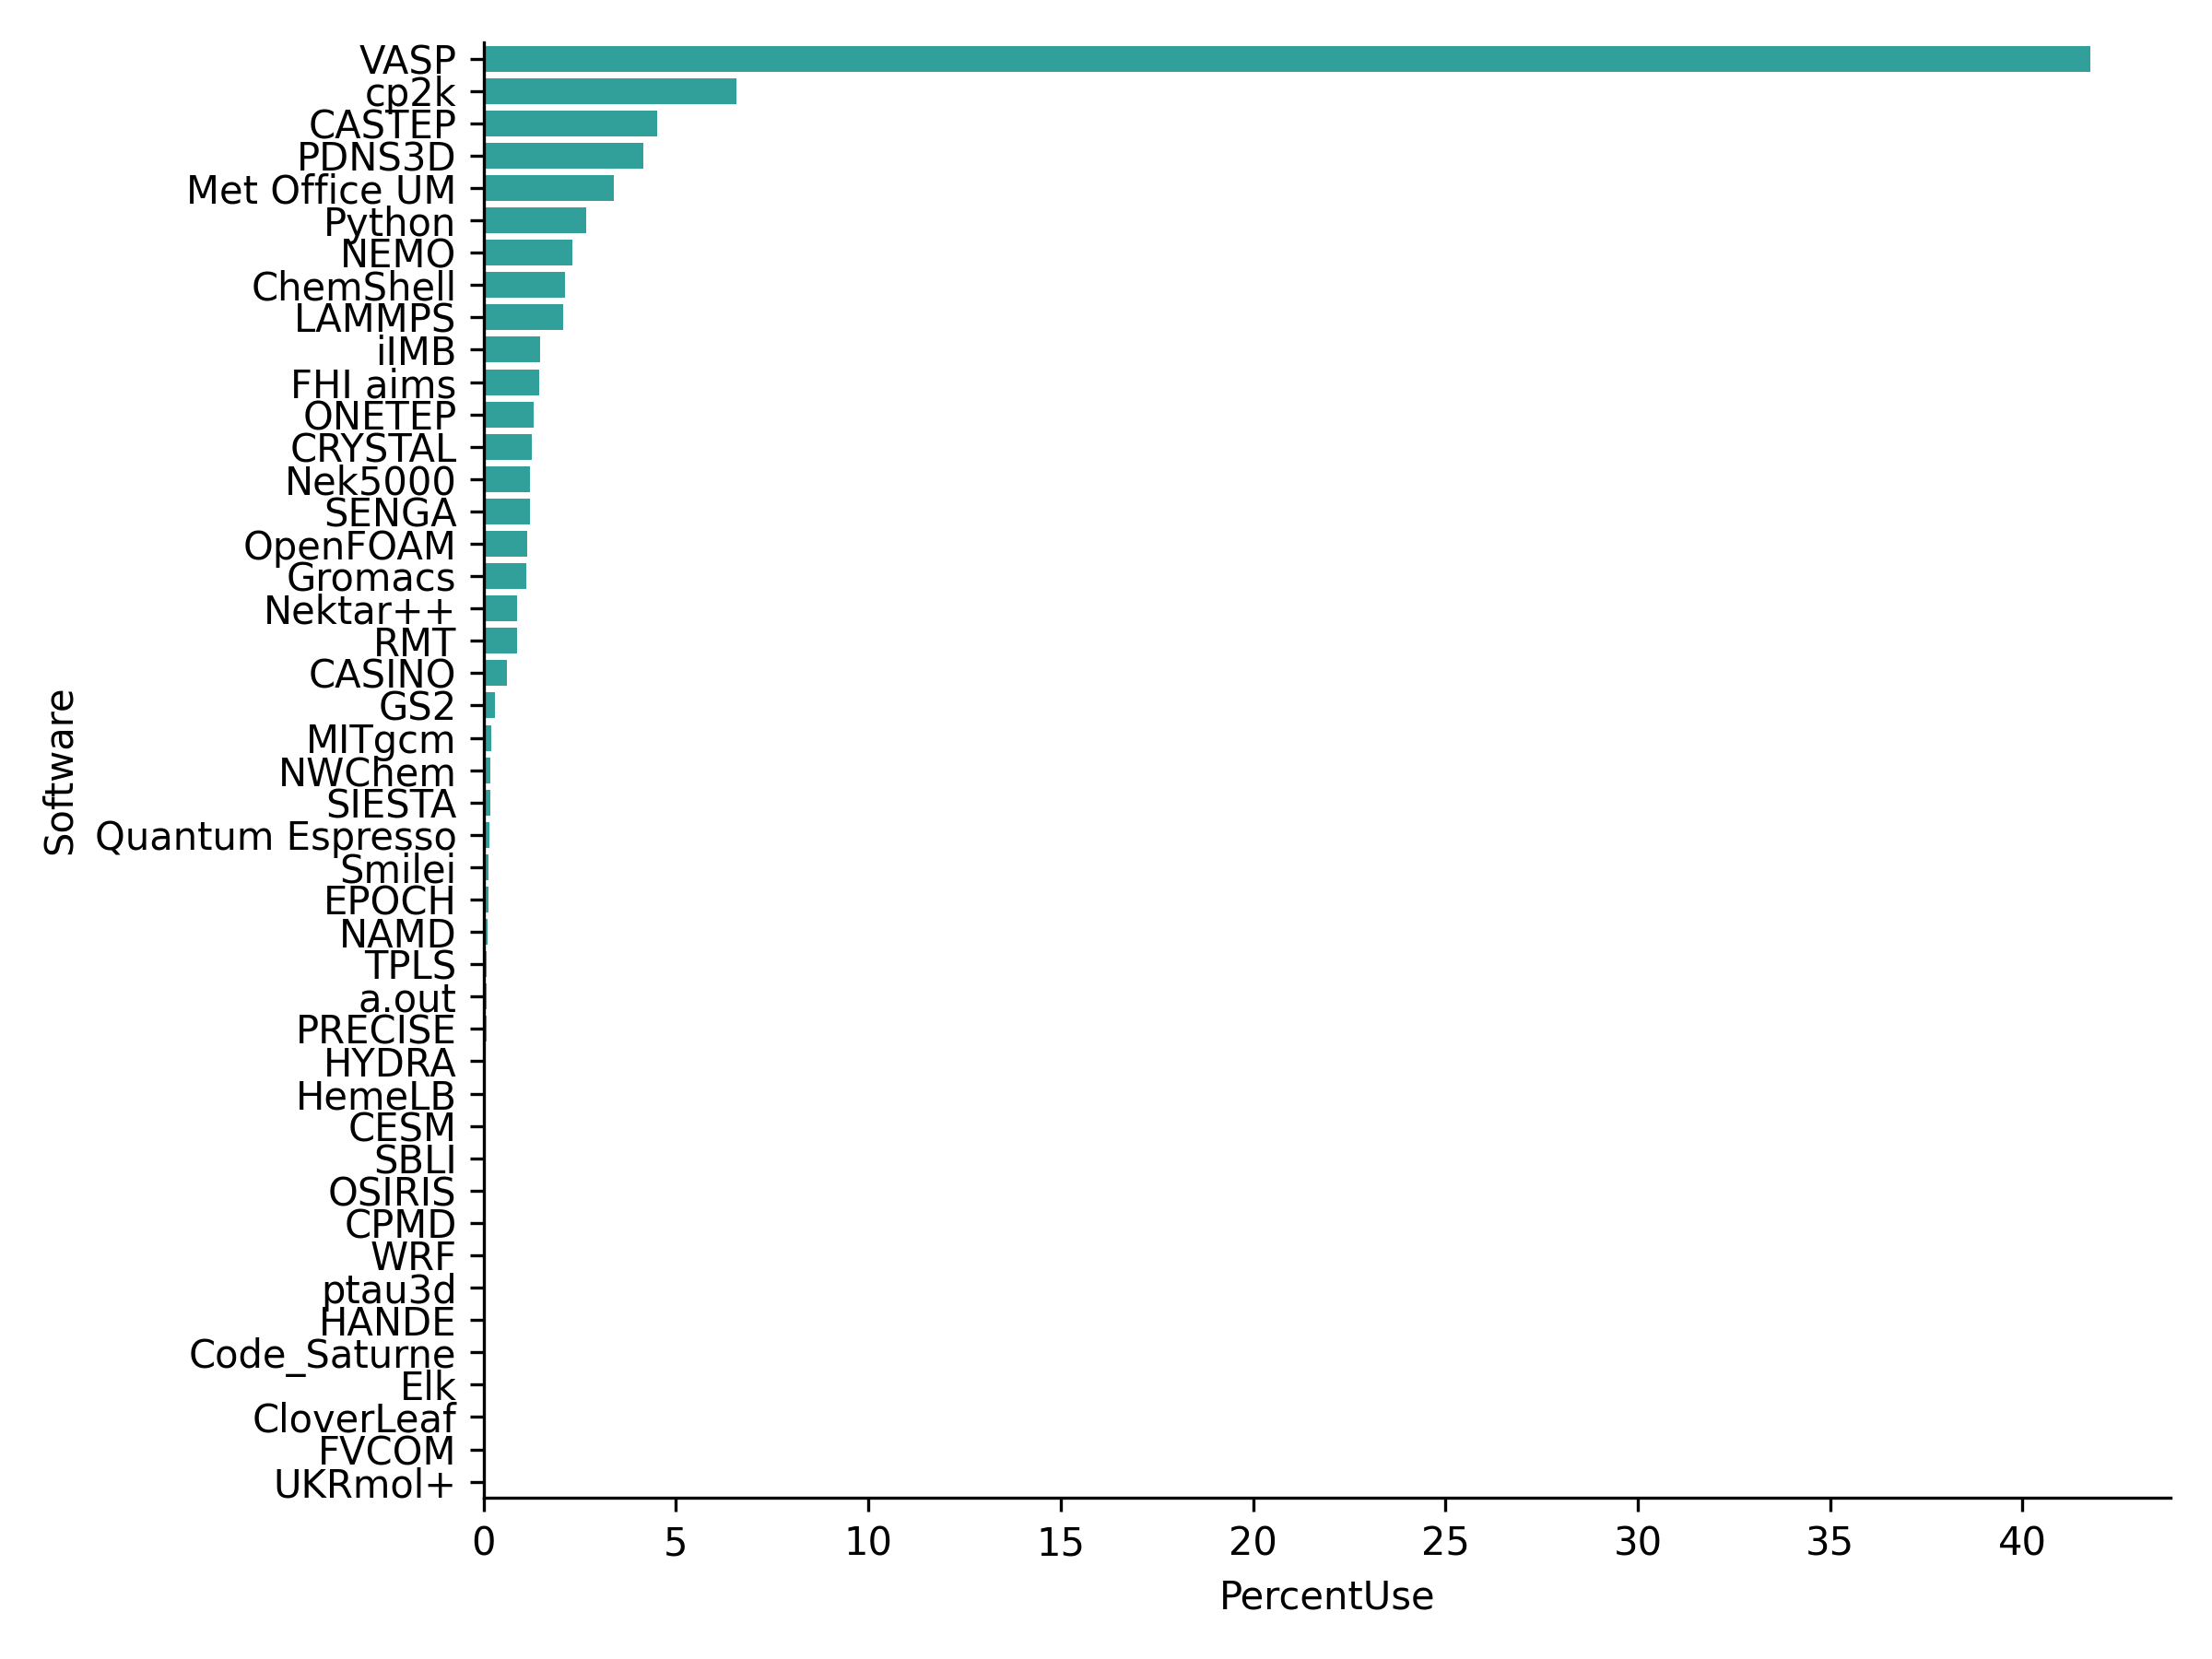 VASP
cp2k
CASTEP
PDNS3D
Met Office UM
Python
NEMO
ChemShell
LAMMPS
iIMB
FHI aims
ONETEP
CRYSTAL
Nek5000
SENGA
OpenFOAM
Gromacs
Nektar++
RMT
CASINO
GS2
MITgcm
NWChem
SIESTA
Quantum Espresso
Smilei
EPOCH
NAMD
TPLS
a.out
PRECISE
HYDRA
HemeLB
CESM
SBLI
OSIRIS
CPMD
WRF
ptau3d
HANDE
Code_Saturne
Elk
CloverLeaf
FVCOM
UKRmol+
Software
0 5 10 15 20 25 30 35 40
PercentUse